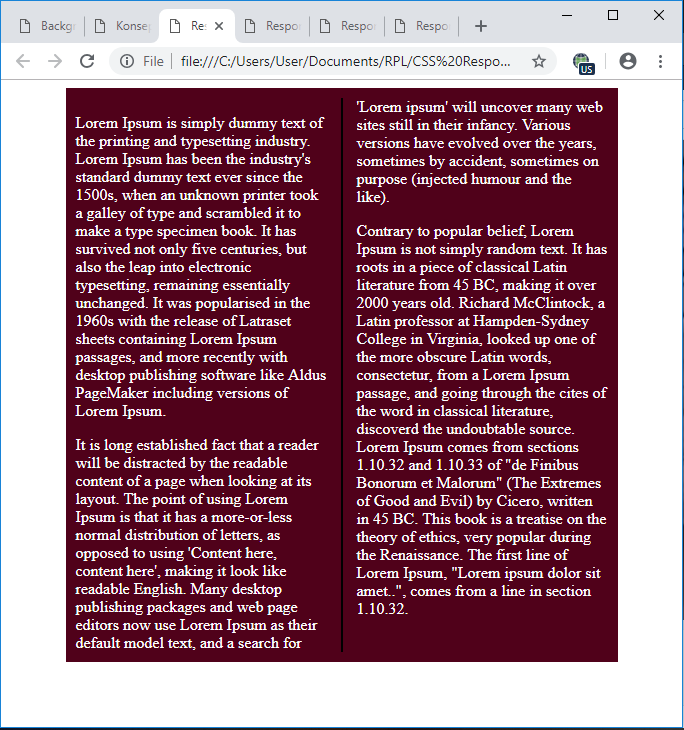 Backgr
Konsep
Res
Respor
Respor
Respor
File
file:///C:/Users/User/Documents/RPL/CSS%20Respo...
US
Lorem Ipsum is simply dummy text of
the printing and typesetting industry.
Lorem Ipsum has been the industry's
standard dummy text ever since the
1500s, when an unknown printer took
a galley of type and scrambled it to
make a type specimen book. It has
survived not only five centuries, but
also the leap into electronic
typesetting, remaining essentially
unchanged. It was popularised in the
1960s with the release of Latraset
sheets containing Lorem Ipsum
passages, and more recently with
desktop publishing software like Aldus
PageMaker including versions of
Lorem Ipsum.
It is long established fact that a reader
will be distracted by the readable
content of a page when looking at its
layout. The point of using Lorem
Ipsum is that it has a more-or-less
normal distribution of letters, as
opposed to using 'Content here,
content here', making it look like
readable English. Many desktop
publishing packages and web page
editors now use Lorem Ipsum as their
default model text, and a search for
'Lorem ipsum' will uncover many web
sites still in their infancy. Various
versions have evolved over the years,
sometimes by accident, sometimes on
purpose (injected humour and the
like).
Contrary to popular belief, Lorem
Ipsum is not simply random text. It has
roots in a piece of classical Latin
literature from 45 BC, making it over
2000 years old. Richard McClintock, a
Latin professor at Hampden-Sydney
College in Virginia, looked up one of
the more obscure Latin words,
consectetur, from a Lorem Ipsum
passage, and going through the cites of
the word in classical literature,
discoverd the undoubtable source.
Lorem Ipsum comes from sections
1.10.32 and 1.10.33 of "de Finibus
Bonorum et Malorum" (The Extremes
of Good and Evil) by Cicero, written
in 45 BC. This book is a treatise on the
theory of ethics, very popular during
the Renaissance. The first line of
Lorem Ipsum, "Lorem ipsum dolor sit
amet..", comes from a line in section
1.10.32.